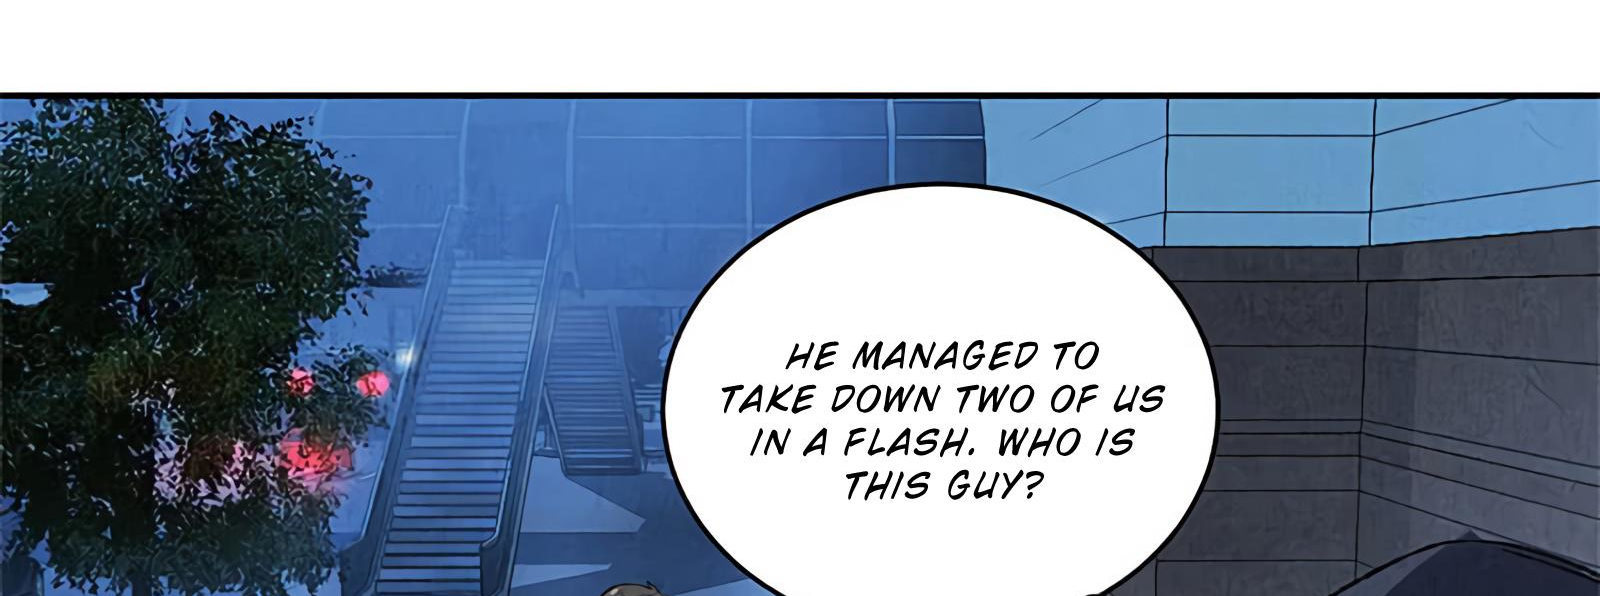 HE MANAGED TO
TAKE DOWN TWO OF US
IN A FLASH. WHO IS
THIS GUY?